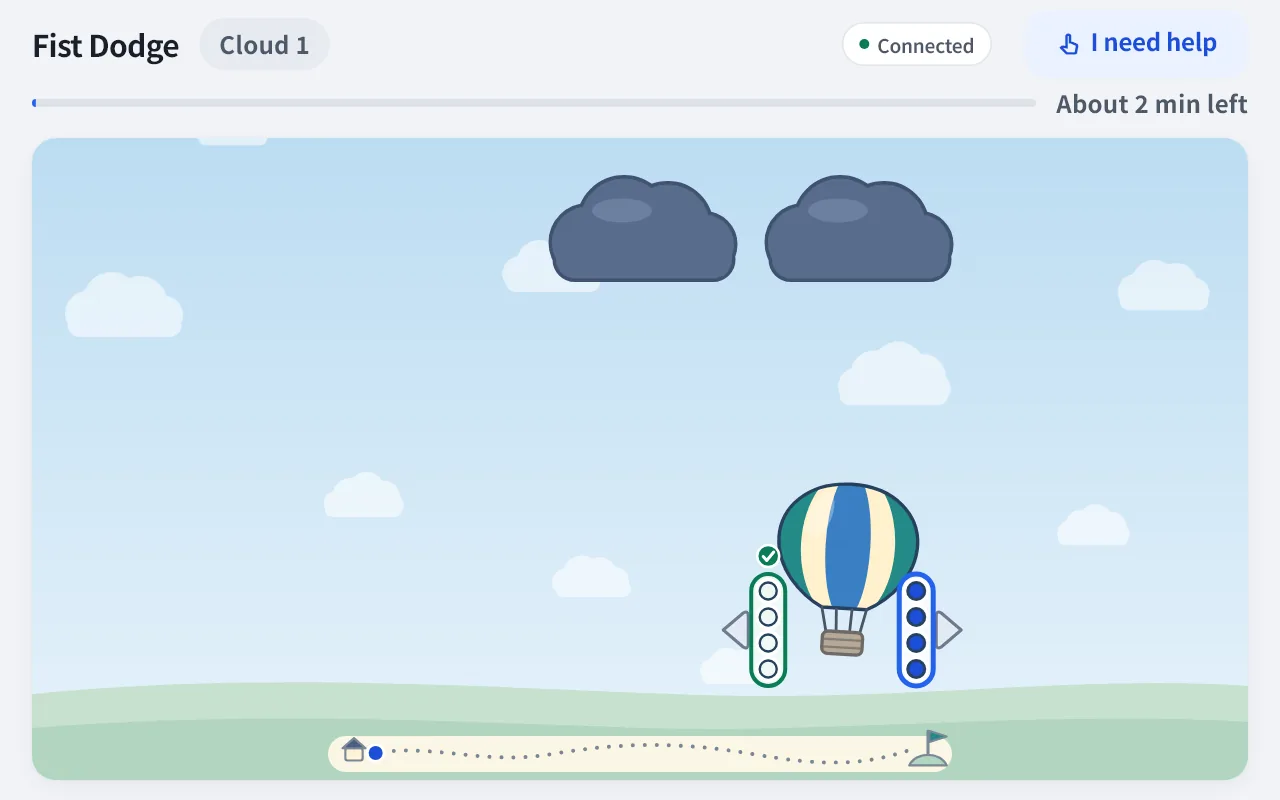 Fist Dodge
Cloud 1
Connected
I need help
About 2 min left